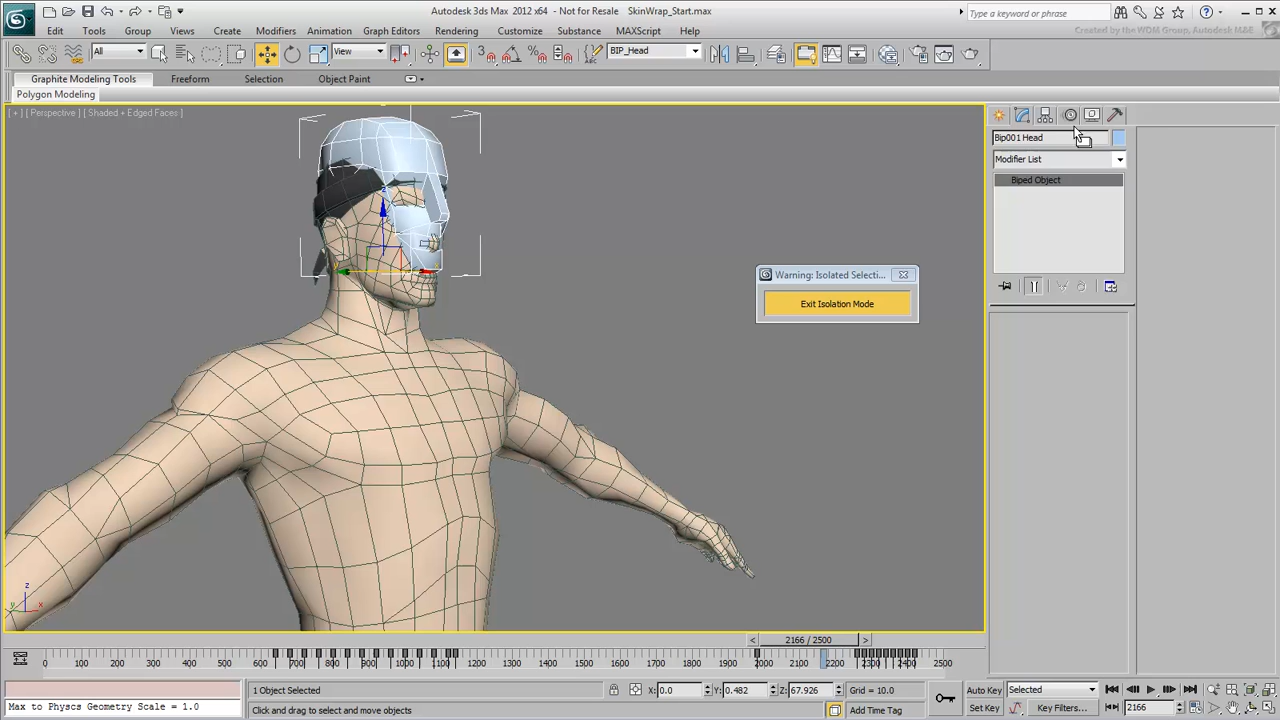 Autodesk 3ds Max 2012 x64 - Not for Resale SkinWrap_Start.max
Type a keyword or phrase
Created by the WDM Group, Autodesk M&E
Edit Tools Group Views Create Modifiers Animation Graph Editors Rendering Customize Substance MAXScript Help
All View BIP_Head
Graphite Modeling Tools Freeform Selection Object Paint
Polygon Modeling
[ + ] [ Perspective ] [ Shaded + Edged Faces ]
Bip001 Head
Modifier List
Biped Object
Warning: Isolated Selecti...
Exit Isolation Mode
z
z
y x
< 2166 / 2500 >
0 100 200 300 400 500 600 700 800 900 1000 1100 1200 1300 1400 1500 1600 1700 1800 1900 2000 2100 2200 2300 2400 2500
1 Object Selected X: 0.0 Y: 0.482 Z: 67.926 Grid = 10.0 Auto Key Selected
Max to Physcs Geometry Scale = 1.0 Click and drag to select and move objects Add Time Tag Set Key Key Filters... 2166